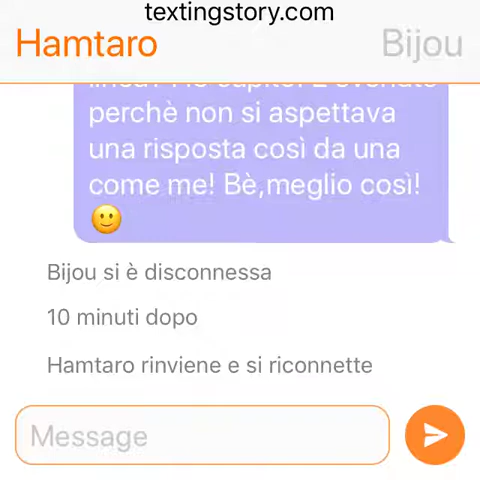 textingstory.com
Hamtaro
Bijou
perchè non si aspettava
una risposta così da una
come me! Bè,meglio così!
🙂
Bijou si è disconnessa
10 minuti dopo
Hamtaro rinviene e si riconnette
Message